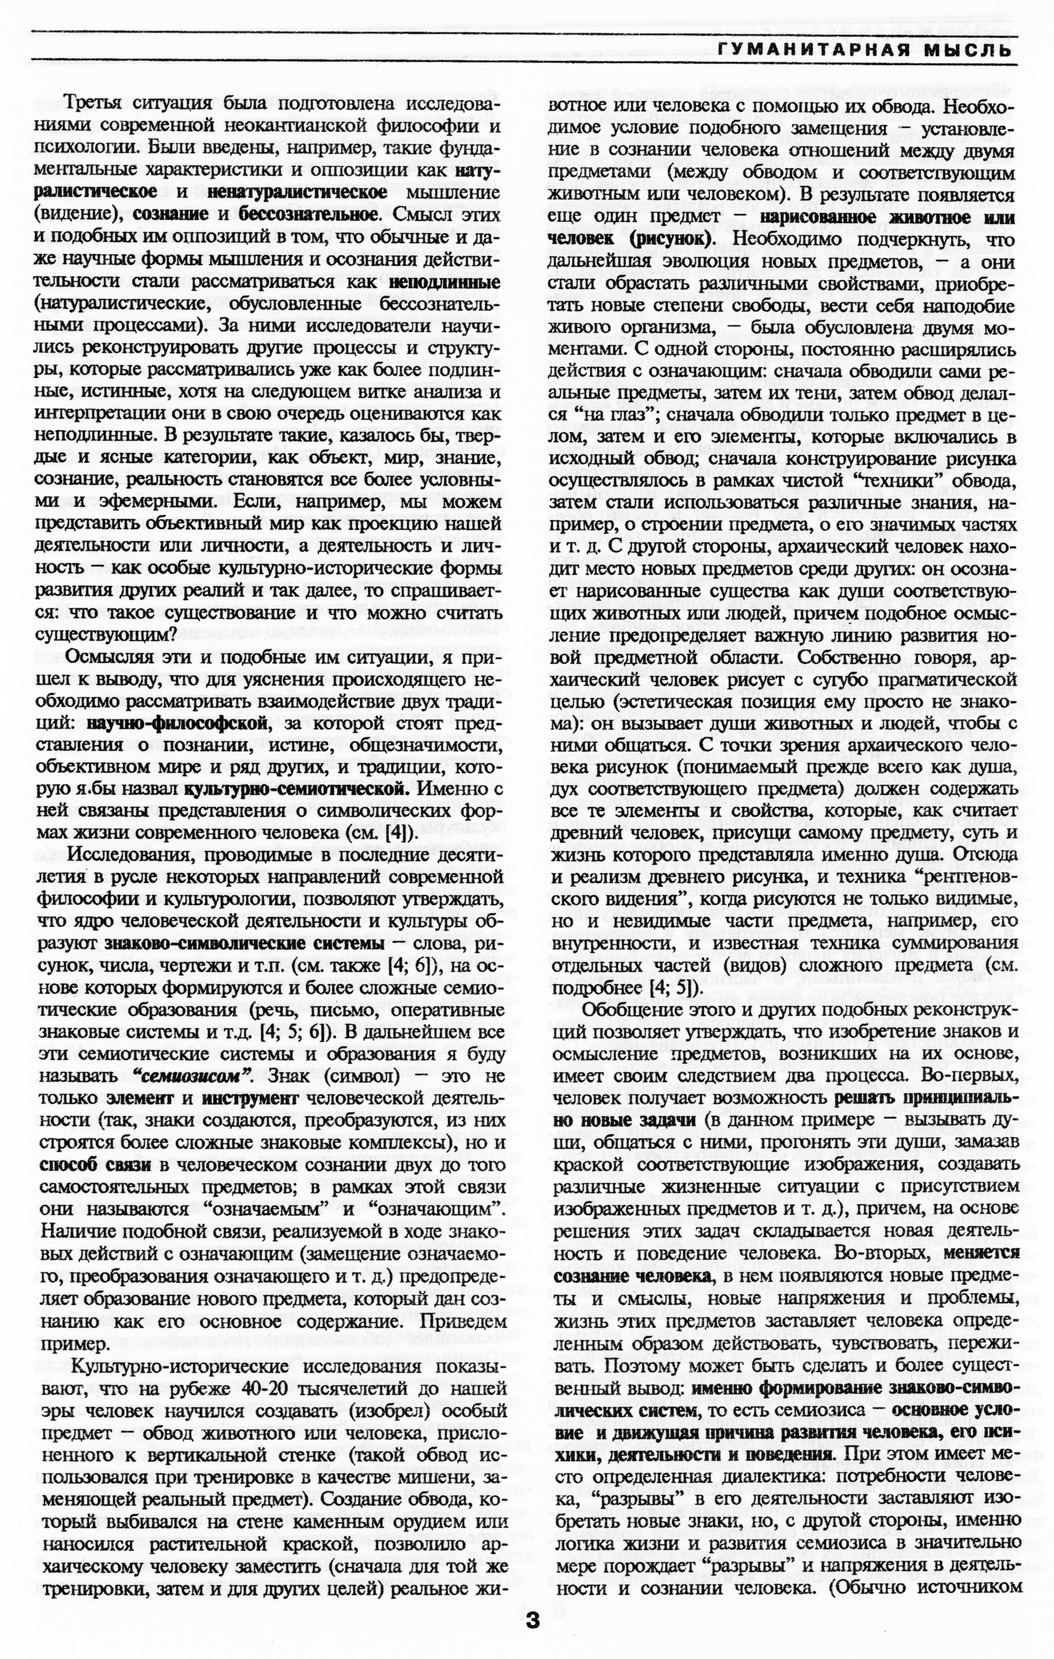 ГУМАНИТАРНАЯ МЫСЛЬ
Третья ситуация была подготовлена исследова-
ниями современной неокантианской философии и
психологии. Были введены, например, такие фунда-
ментальные характеристики и оппозиции как нату-
ралистическое и ненатуралистическое мышление
(видение), сознание и бессознательное. Смысл этих
и подобных им оппозиций в том, что обычные и да-
же научные формы мышления и осознания действи-
тельности стали рассматриваться как неподлинные
(натуралистические, обусловленные бессознатель-
ными процессами). За ними исследователи научи-
лись реконструировать другие процессы и структу-
ры, которые рассматривались уже как более подлин-
ные, истинные, хотя на следующем витке анализа и
интерпретации они в свою очередь оцениваются как
неподлинные. В результате такие, казалось бы, твер-
дые и ясные категории, как объект, мир, знание,
сознание, реальность становятся все более условны-
ми и эфемерными. Если, например, мы можем
представить объективный мир как проекцию нашей
деятельности или личности, а деятельность и лич-
ность — как особые культурно-исторические формы
развития других реалий и так далее, то спрашивает-
ся: что такое существование и что можно считать
существующим?
Осмысляя эти и подобные им ситуации, я при-
шел к выводу, что для уяснения происходящего не-
обходимо рассматривать взаимодействие двух тради-
ций: научно-философской, за которой стоят пред-
ставления о познании, истине, общезначимости,
объективном мире и ряд других, и традиции, кото-
рую я.бы назвал культурно-семиотической. Именно с
ней связаны представления о символических фор-
мах жизни современного человека (см. [4]).
Исследования, проводимые в последние десяти-
летия в русле некоторых направлений современной
философии и культурологии, позволяют утверждать,
что ядро человеческой деятельности и культуры об-
разуют знаково-символические системы — слова, ри-
сунок, числа, чертежи и т.п. (см. также [4; 6]), на ос-
нове которых формируются и более сложные семио-
тические образования (речь, письмо, оперативные
знаковые системы и т.д. [4; 5; 6]). В дальнейшем все
эти семиотические системы и образования я буду
называть “семиозисом”. Знак (символ) — это не
только элемент и инструмент человеческой деятель-
ности (так, знаки создаются, преобразуются, из них
строятся более сложные знаковые комплексы), но и
способ связи в человеческом сознании двух до того
самостоятельных предметов; в рамках этой связи
они называются “означаемым” и “означающим”.
Наличие подобной связи, реализуемой в ходе знако-
вых действий с означающим (замещение означаемо-
го, преобразования означающего и т. д.) предопреде-
ляет образование нового предмета, который дан соз-
нанию как его основное содержание. Приведем
пример.
Культурно-исторические исследования показы-
вают, что на рубеже 40-20 тысячелетий до нашей
эры человек научился создавать (изобрел) особый
предмет — обвод животного или человека, присло-
ненного к вертикальной стенке (такой обвод ис-
пользовался при тренировке в качестве мишени, за-
меняющей реальный предмет). Создание обвода, ко-
торый выбивался на стене каменным орудием или
наносился растительной краской, позволило ар-
хаическому человеку заместить (сначала для той же
тренировки, затем и для других целей) реальное жи-
вотное или человека с помощью их обвода. Необхо-
димое условие подобного замещения — установле-
ние в сознании человека отношений между двумя
предметами (между обводом и соответствующим
животным или человеком). В результате появляется
еще один предмет — нарисованное животное или
человек (рисунок). Необходимо подчеркнуть, что
дальнейшая эволюция новых предметов, — а они
стали обрастать различными свойствами, приобре-
тать новые степени свободы, вести себя наподобие
живого организма, — была обусловлена двумя мо-
ментами. С одной стороны, постоянно расширялись
действия с означающим: сначала обводили сами ре-
альные предметы, затем их тени, затем обвод делал-
ся “на глаз”; сначала обводили только предмет в це-
лом, затем и его элементы, которые включались в
исходный обвод; сначала конструирование рисунка
осуществлялось в рамках чистой “техники” обвода,
затем стали использоваться различные знания, на-
пример, о строении предмета, о его значимых частях
и т. д. С другой стороны, архаический человек нахо-
дит место новых предметов среди других: он осозна-
ет нарисованные существа как души соответствую-
щих животных или людей, причем подобное осмыс-
ление предопределяет важную линию развития но-
вой предметной области. Собственно говоря, ар-
хаический человек рисует с сугубо прагматической
целью (эстетическая позиция ему просто не знако-
ма): он вызывает души животных и людей, чтобы с
ними общаться. С точки зрения архаического чело-
века рисунок (понимаемый прежде всего как душа,
дух соответствующего предмета) должен содержать
все те элементы и свойства, которые, как считает
древний человек, присущи самому предмету, суть и
жизнь которого представляла именно душа. Отсюда
и реализм древнего рисунка, и техника “рентгенов-
ского видения”, когда рисуются не только видимые,
но и невидимые части предмета, например, его
внутренности, и известная техника суммирования
отдельных частей (видов) сложного предмета (см.
подробнее [4; 5]).
Обобщение этого и других подобных реконструк-
ций позволяет утверждать, что изобретение знаков и
осмысление предметов, возникших на их основе,
имеет своим следствием два процесса. Во-первых,
человек получает возможность решать принципиаль-
но новые задачи (в данном примере — вызывать ду-
ши, общаться с ними, прогонять эти души, замазав
краской соответствующие изображения, создавать
различные жизненные ситуации с присутствием
изображенных предметов и т. д.), причем, на основе
решения этих задач складывается новая деятель-
ность и поведение человека. Во-вторых, меняется
сознание человека, в нем появляются новые предме-
ты и смыслы, новые напряжения и проблемы,
жизнь этих предметов заставляет человека опреде-
ленным образом действовать, чувствовать, пережи-
вать. Поэтому может быть сделать и более сущест-
венный вывод: именно формирование знаково-симво-
лических систем, то есть семиозиса — основное усло-
вие и движущая причина развития человека, его пси-
хики, деятельности и поведения. При этом имеет ме-
сто определенная диалектика: потребности челове-
ка, “разрывы” в его деятельности заставляют изо-
бретать новые знаки, но, с другой стороны, именно
логика жизни и развития семиозиса в значительно
мере порождает “разрывы” и напряжения в деятель-
ности и сознании человека. (Обычно источником
3